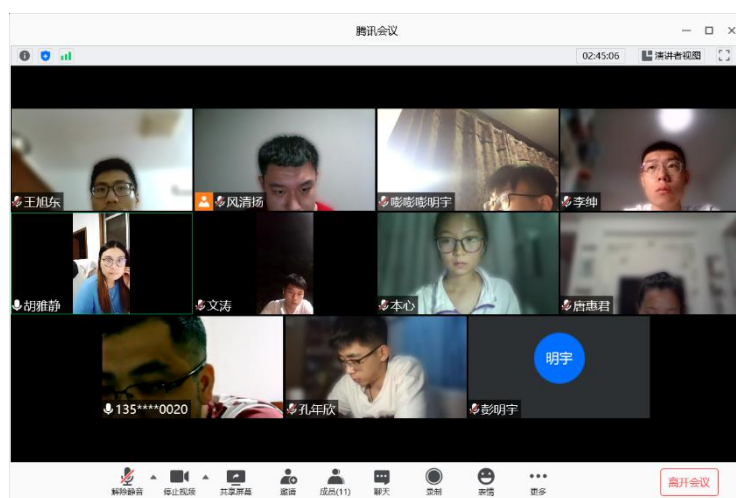 腾讯会议
02:45:06
演讲者视图
王旭东
风清扬
嘭嘭嘭明宇
李绅
胡雅静
文涛
本心
唐惠君
明宇
135****0020
孔年欣
彭明宇
解除静音
停止视频
共享屏幕
邀请
成员(11)
聊天
录制
表情
更多
离开会议